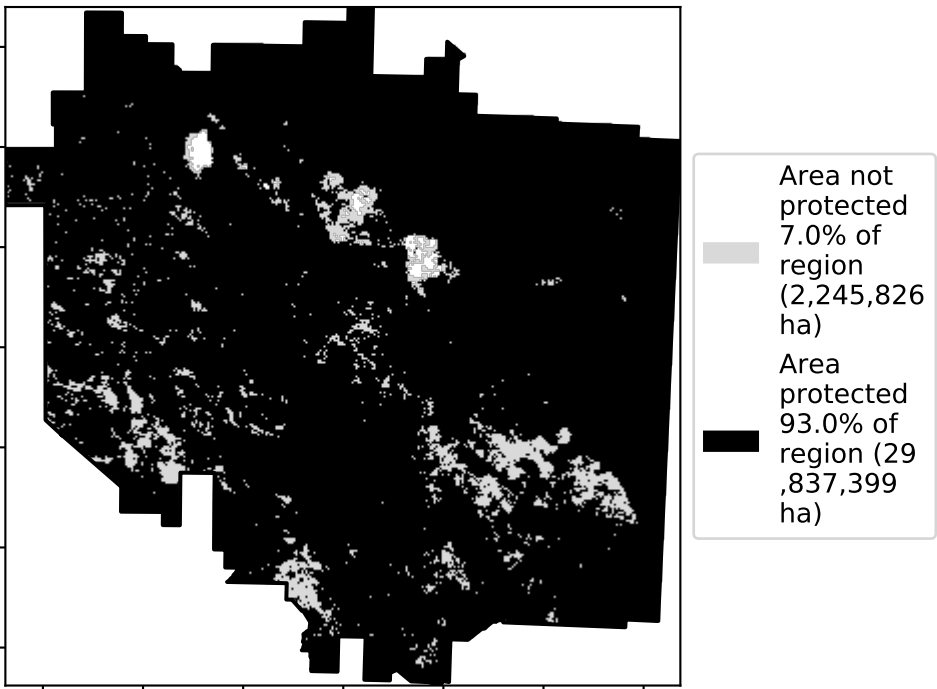 Area not
protected
7.0% of
region
(2,245,826
ha)
Area
protected
93.0% of
region (29
,837,399
ha)